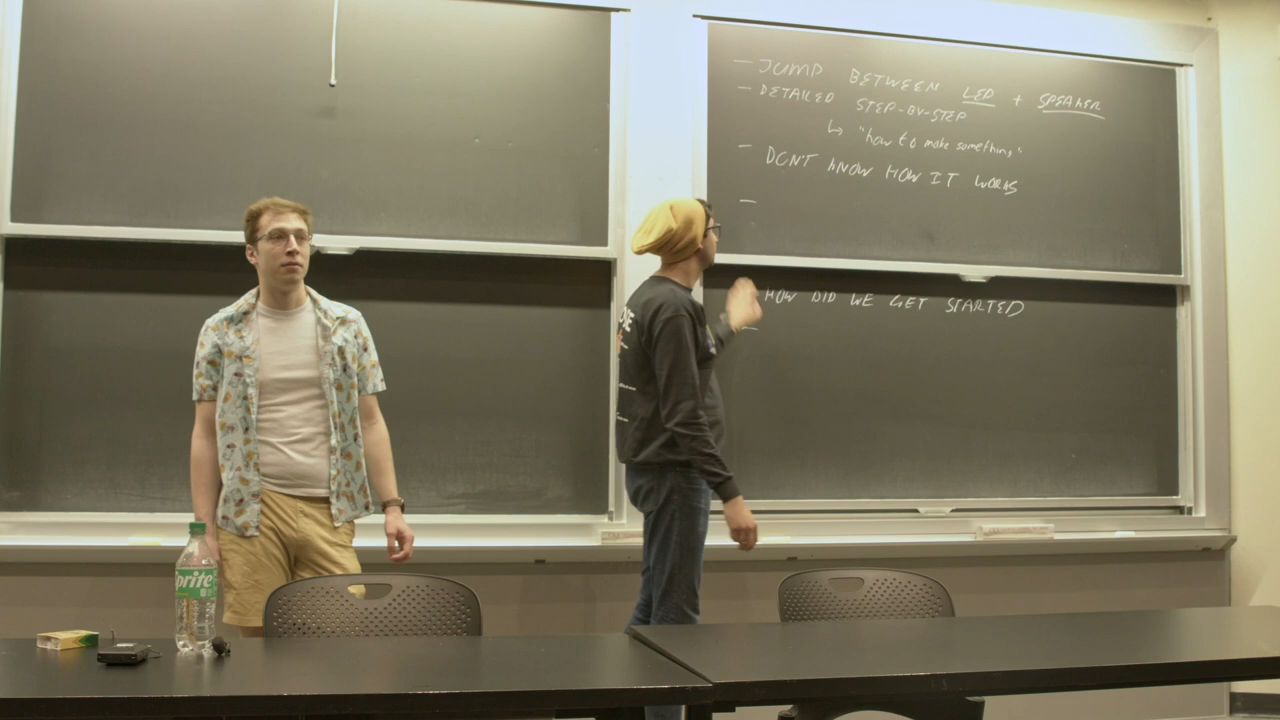 - JUMP BETWEEN LED + SPEAKER
- DETAILED STEP-BY-STEP
↳ "how to make something"
- DON'T KNOW HOW IT WORKS
-
HOW DID WE GET STARTED
-
Sprite